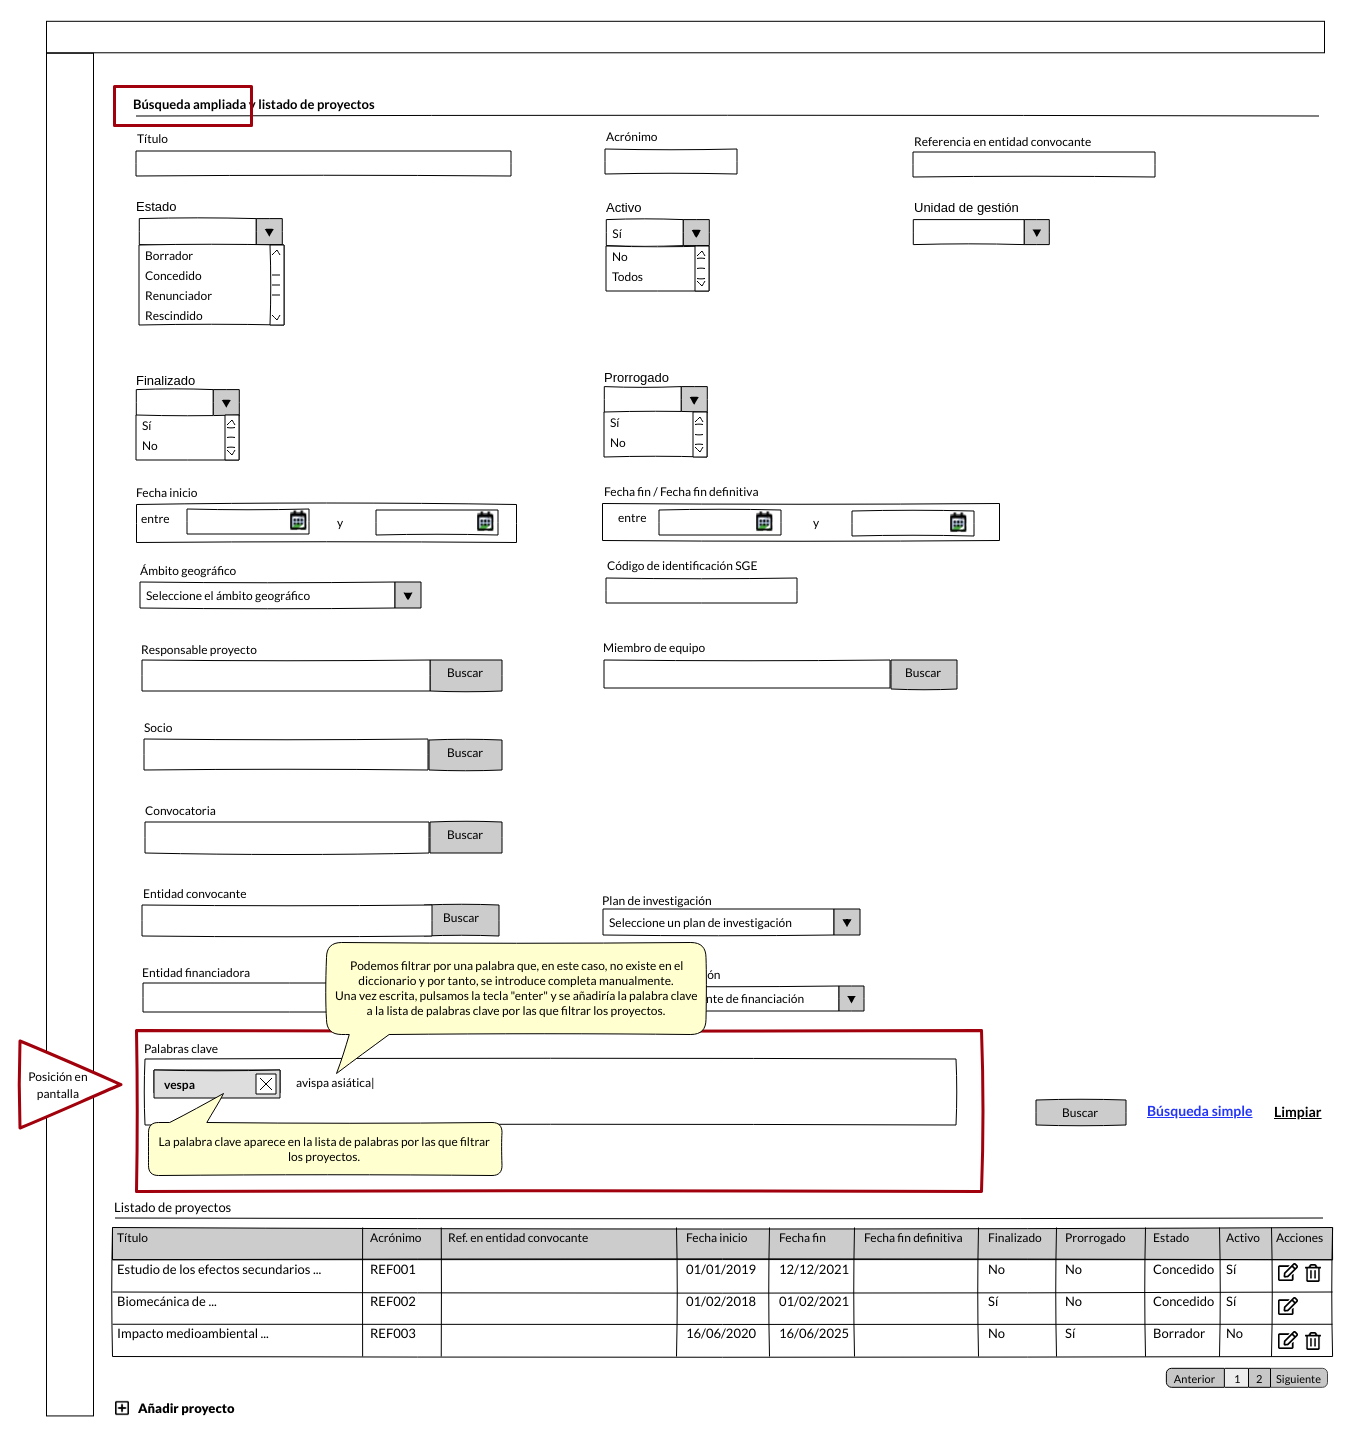 Búsqueda ampliada y listado de proyectos
Título
Acrónimo
Referencia en entidad convocante
Estado
Activo
Unidad de gestión
Sí
Borrador
Concedido
Renunciador
Rescindido
No
Todos
Finalizado
Prorrogado
Sí
No
Sí
No
Fecha inicio
Fecha fin / Fecha fin definitiva
entre y
entre y
Ámbito geográfico
Código de identificación SGE
Seleccione el ámbito geográfico
Responsable proyecto
Miembro de equipo
Buscar
Buscar
Socio
Buscar
Convocatoria
Buscar
Entidad convocante
Plan de investigación
Buscar
Seleccione un plan de investigación
Entidad financiadora
ón
nte de financiación
Podemos filtrar por una palabra que, en este caso, no existe en el
diccionario y por tanto, se introduce completa manualmente.
Una vez escrita, pulsamos la tecla "enter" y se añadiría la palabra clave
a la lista de palabras clave por las que filtrar los proyectos.
Posición en
pantalla
Palabras clave
vespa
avispa asiática|
La palabra clave aparece en la lista de palabras por las que filtrar
los proyectos.
Buscar Búsqueda simple Limpiar
Listado de proyectos
Título Acrónimo Ref. en entidad convocante Fecha inicio Fecha fin Fecha fin definitiva Finalizado Prorrogado Estado Activo Acciones
Estudio de los efectos secundarios ... REF001 01/01/2019 12/12/2021 No No Concedido Sí
Biomecánica de ... REF002 01/02/2018 01/02/2021 Sí No Concedido Sí
Impacto medioambiental ... REF003 16/06/2020 16/06/2025 No Sí Borrador No
Anterior 1 2 Siguiente
Añadir proyecto